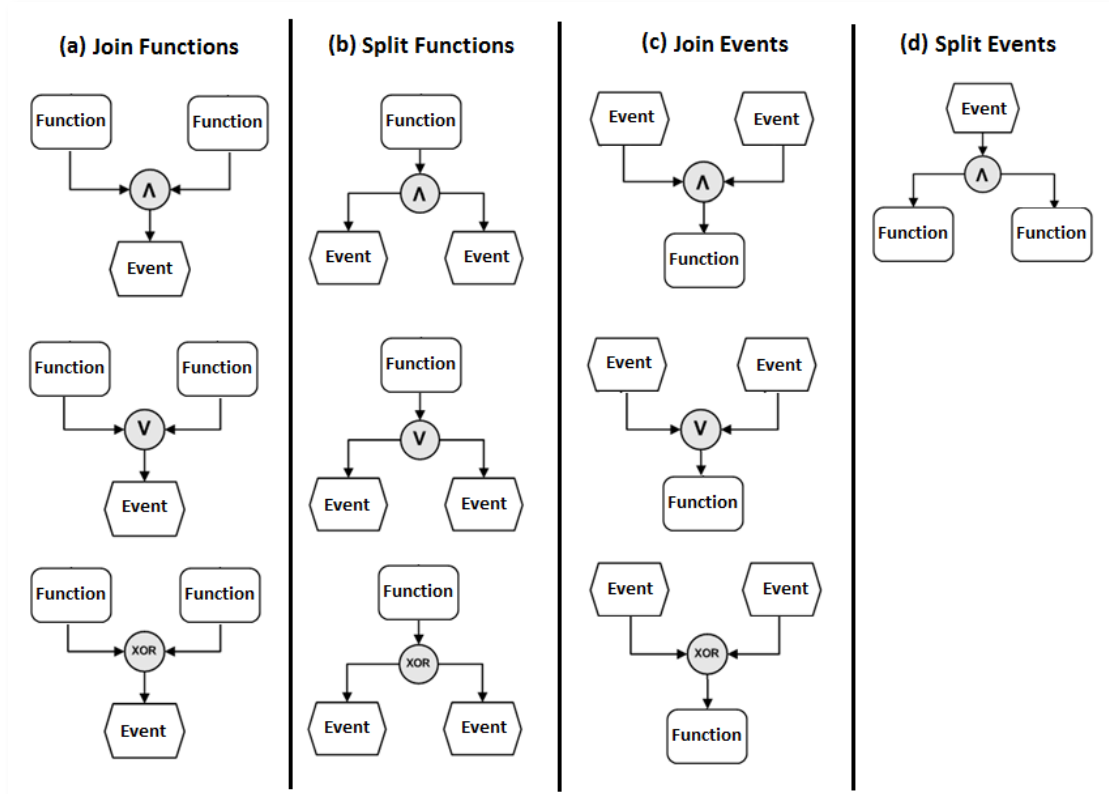 (a) Join Functions
Function
Function
Λ
Event
Function
Function
V
Event
Function
Function
XOR
Event
(b) Split Functions
Function
Λ
Event
Event
Function
V
Event
Event
Function
XOR
Event
Event
(c) Join Events
Event
Event
Λ
Function
Event
Event
V
Function
Event
Event
XOR
Function
(d) Split Events
Event
Λ
Function
Function